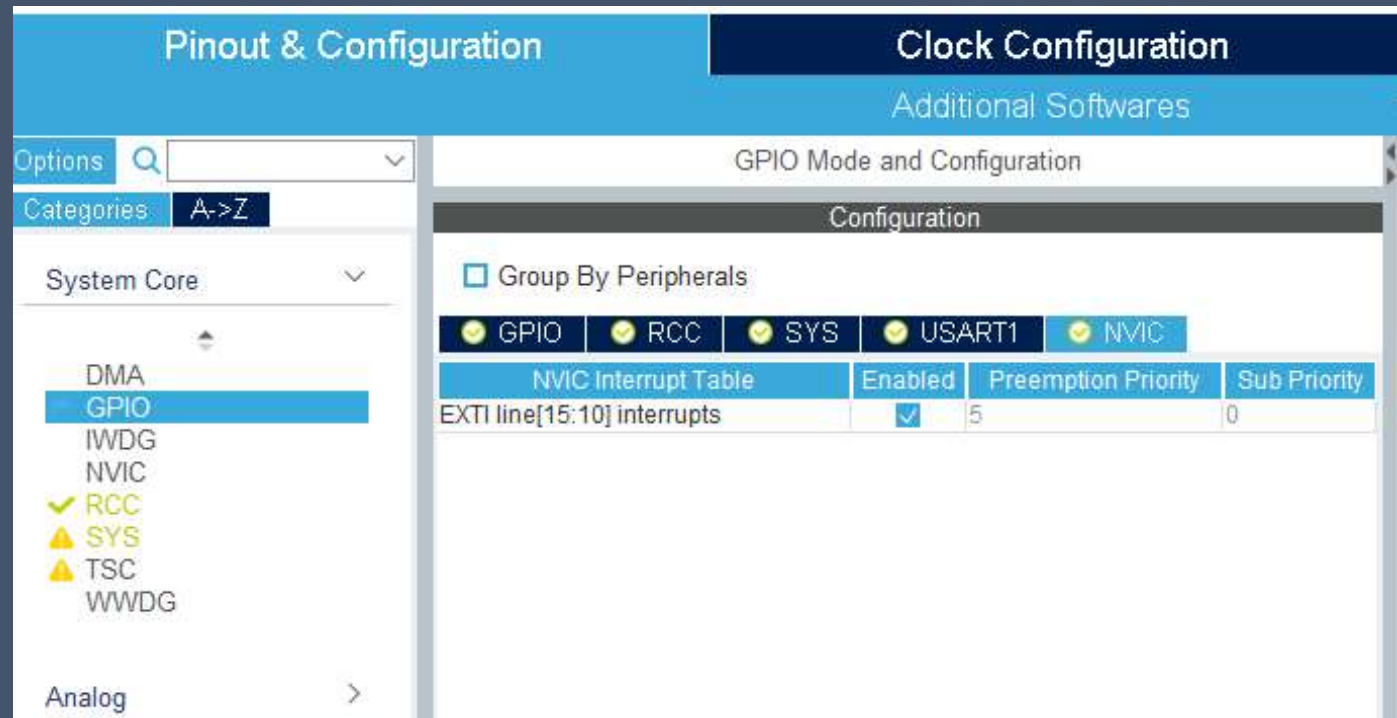 Pinout & Configuration
Clock Configuration
Additional Softwares
Options
GPIO Mode and Configuration
Categories
A->Z
Configuration
System Core
Group By Peripherals
GPIO
RCC
SYS
USART1
NVIC
DMA
GPIO
IWDG
NVIC
RCC
SYS
TSC
WWDG
NVIC Interrupt Table Enabled Preemption Priority Sub Priority
EXTI line[15:10] interrupts 5 0
Analog